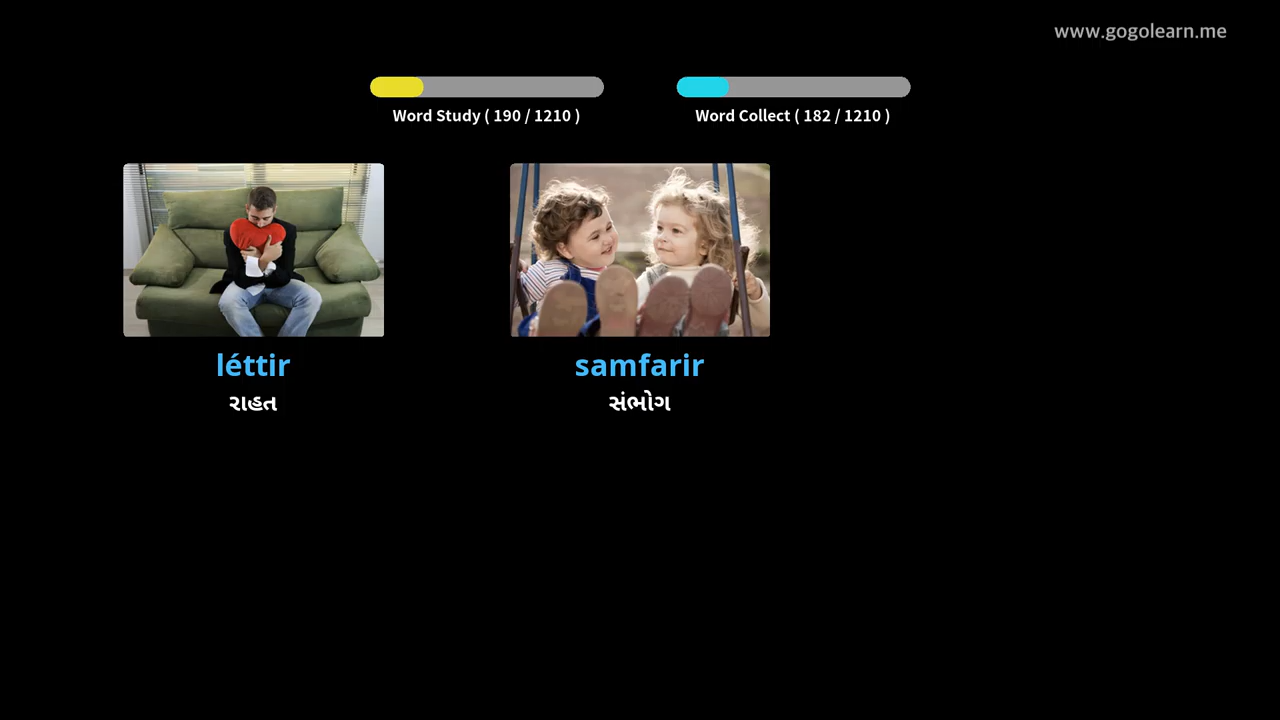 www.gogolearn.me
Word Study ( 190 / 1210 )
Word Collect ( 182 / 1210 )
léttir
samfarir
રાહત
સંભોગ